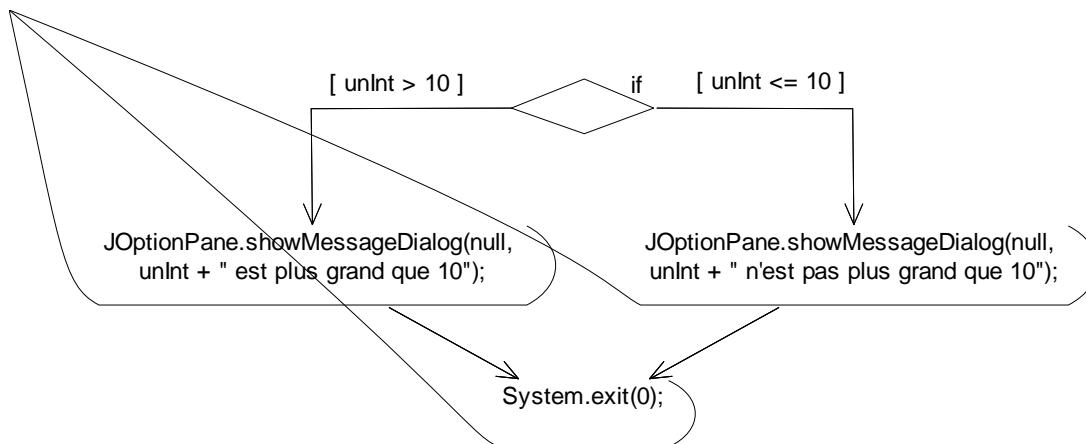 [ unInt > 10 ]
if
[ unInt <= 10 ]
JOptionPane.showMessageDialog(null,
unInt + " est plus grand que 10");
JOptionPane.showMessageDialog(null,
unInt + " n'est pas plus grand que 10");
System.exit(0);